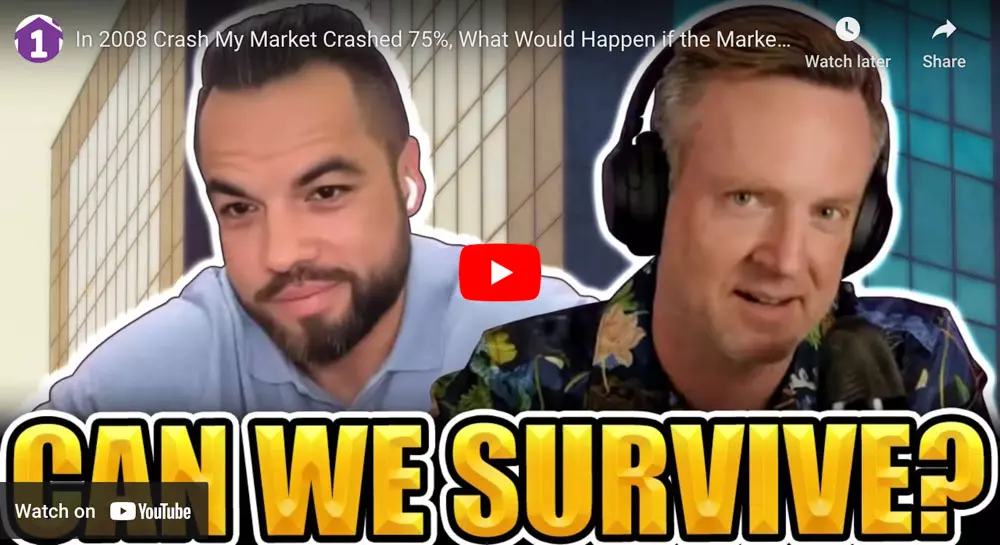 1
In 2008 Crash My Market Crashed 75%, What Would Happen if the Marke...
Watch later
Share
CAN WE SURVIVE?
Watch on YouTube